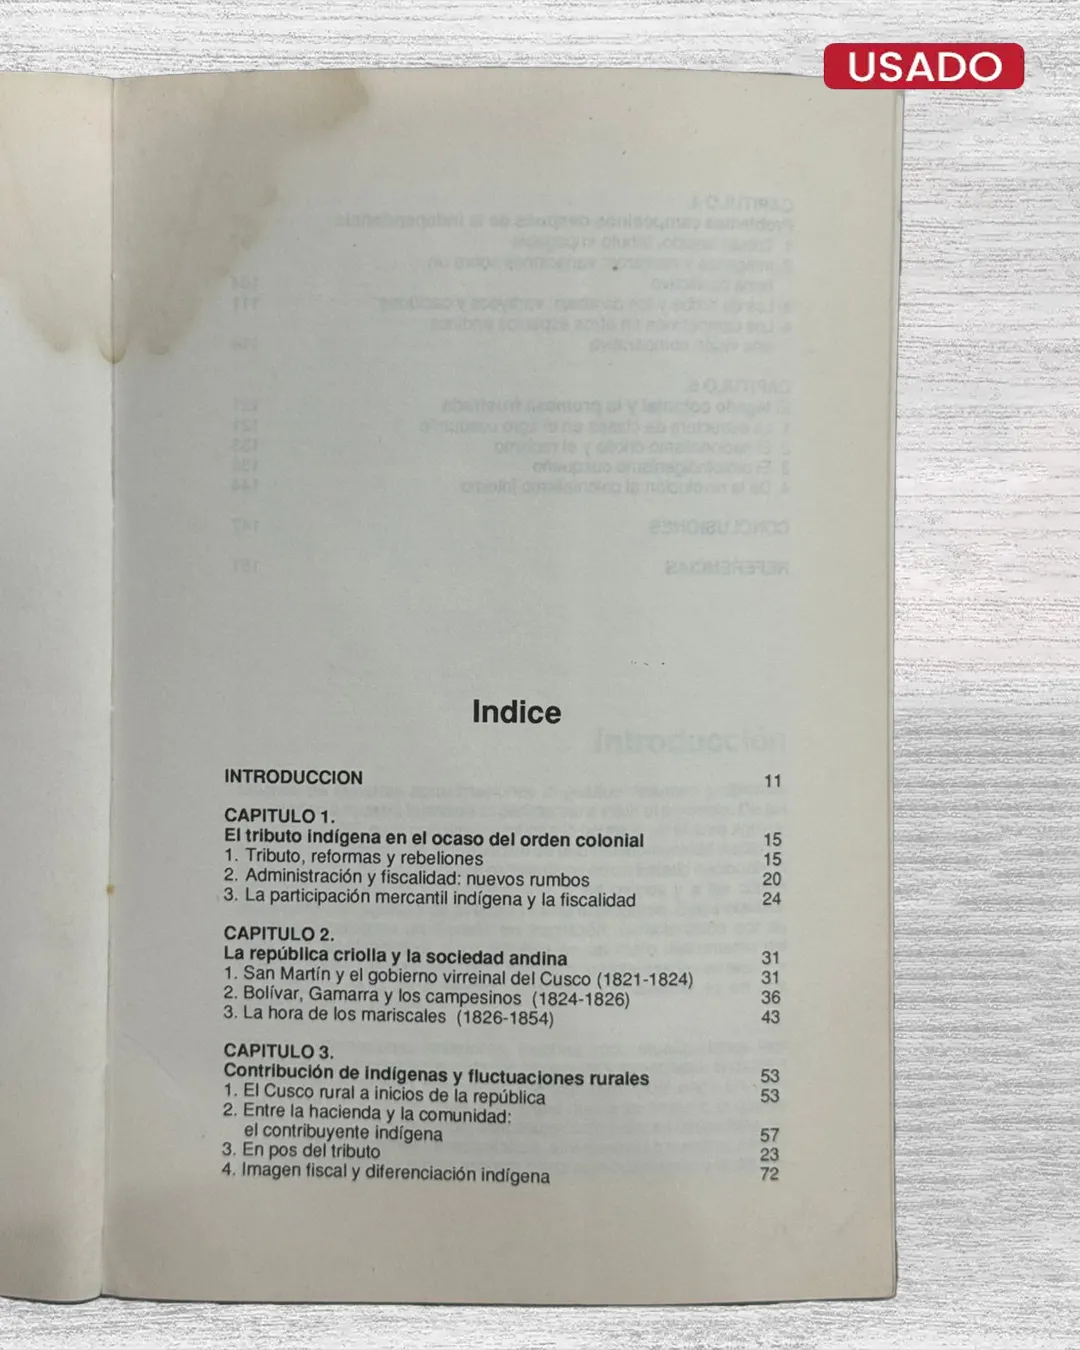 USADO
Indice
INTRODUCCION 11
CAPITULO 1.
El tributo indígena en el ocaso del orden colonial 15
1. Tributo, reformas y rebeliones 15
2. Administración y fiscalidad: nuevos rumbos 20
3. La participación mercantil indígena y la fiscalidad 24
CAPITULO 2.
La república criolla y la sociedad andina 31
1. San Martín y el gobierno virreinal del Cusco (1821-1824) 31
2. Bolívar, Gamarra y los campesinos (1824-1826) 36
3. La hora de los mariscales (1826-1854) 43
CAPITULO 3.
Contribución de indígenas y fluctuaciones rurales 53
1. El Cusco rural a inicios de la república 53
2. Entre la hacienda y la comunidad:
el contribuyente indígena 57
3. En pos del tributo 23
4. Imagen fiscal y diferenciación indígena 72